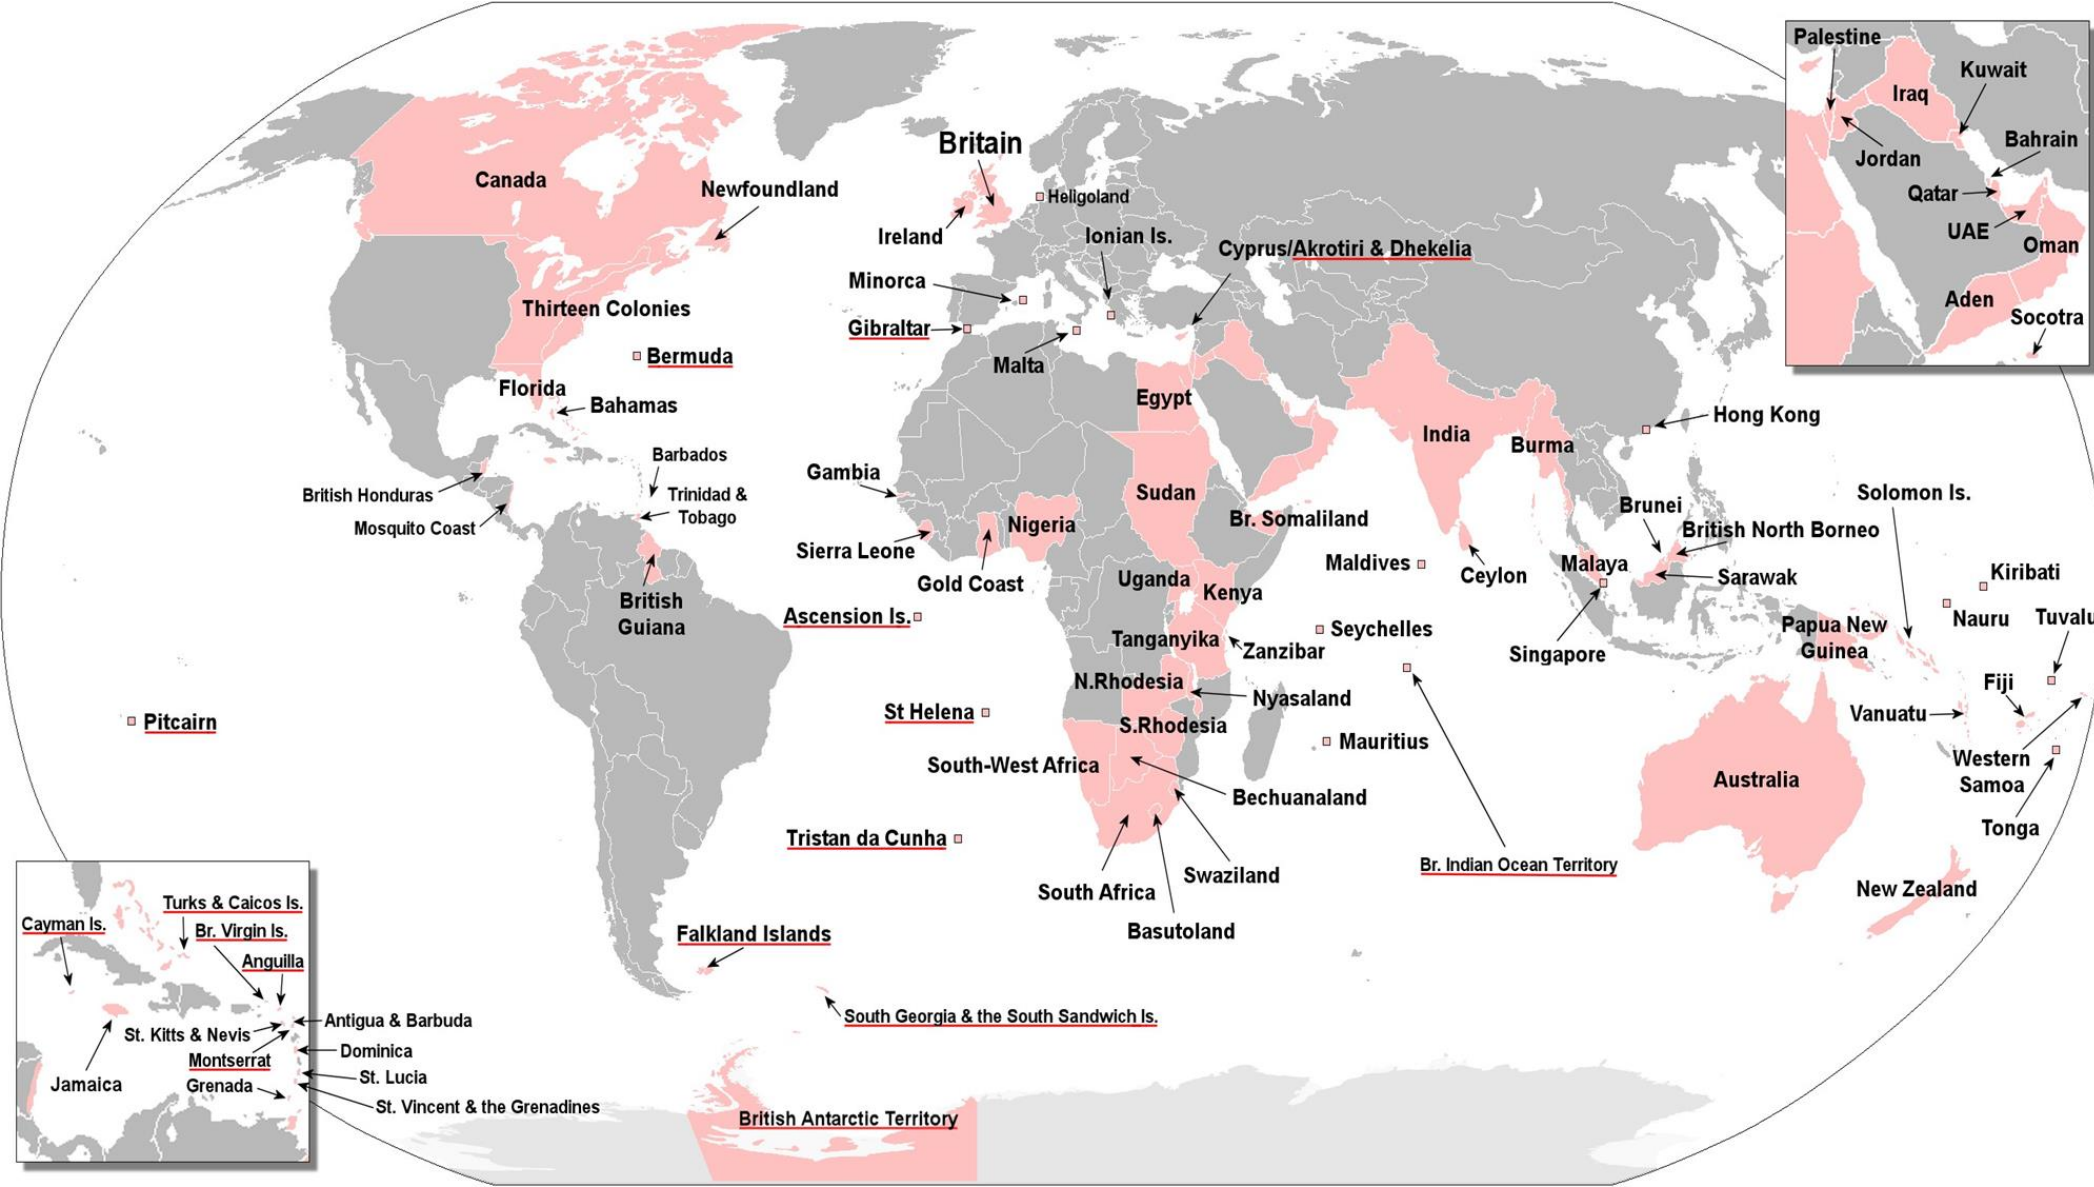 Palestine
Kuwait
Iraq
Bahrain
Jordan
Qatar
UAE
Oman
Aden
Socotra
Britain
Canada
Newfoundland
Heligoland
Ireland
Ionian Is.
Cyprus/Akrotiri & Dhekelia
Minorca
Thirteen Colonies
Gibraltar
Bermuda
Malta
Florida
Bahamas
Egypt
Hong Kong
India
Burma
Barbados
Gambia
British Honduras
Trinidad &
Tobago
Mosquito Coast
Sudan
Solomon Is.
Brunei
Nigeria
Br. Somaliland
British North Borneo
Sierra Leone
Maldives
Malaya
Ceylon
Sarawak
Kiribati
Gold Coast
Uganda
Kenya
British
Guiana
Ascension Is.
Nauru
Tuvalu
Seychelles
Papua New
Guinea
Tanganyika
Zanzibar
Singapore
N.Rhodesia
Nyasaland
Fiji
St Helena
Pitcairn
Vanuatu
S.Rhodesia
Mauritius
South-West Africa
Western
Samoa
Australia
Bechuanaland
Tonga
Tristan da Cunha
Br. Indian Ocean Territory
Swaziland
South Africa
New Zealand
Basutoland
Falkland Islands
South Georgia & the South Sandwich Is.
British Antarctic Territory
Turks & Caicos Is.
Cayman Is.
Br. Virgin Is.
Anguilla
Antigua & Barbuda
St. Kitts & Nevis
Montserrat
Dominica
Jamaica
St. Lucia
Grenada
St. Vincent & the Grenadines